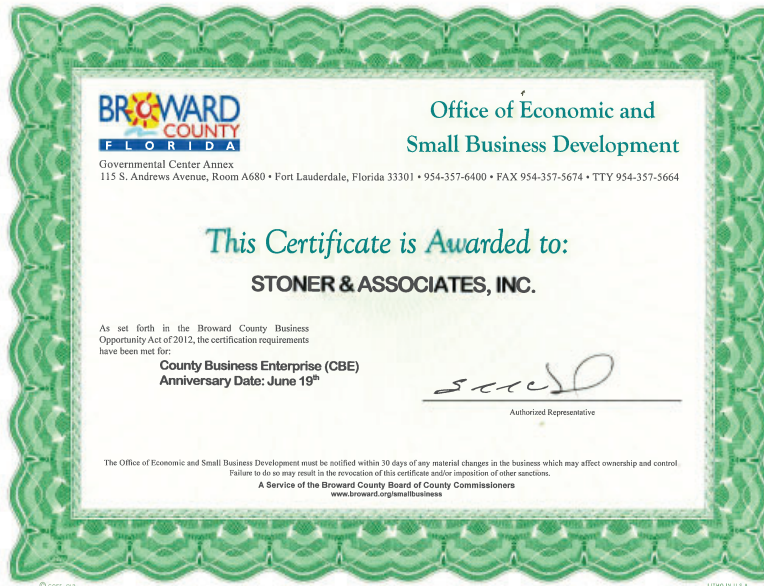 BROWARD
COUNTY
FLORIDA
Office of Economic and
Small Business Development
Governmental Center Annex
115 S. Andrews Avenue, Room A680 • Fort Lauderdale, Florida 33301 • 954-357-6400 • FAX 954-357-5674 • TTY 954-357-5664
This Certificate is Awarded to:
STONER & ASSOCIATES, INC.
As set forth in the Broward County Business
Opportunity Act of 2012, the certification requirements
have been met for:
County Business Enterprise (CBE)
Anniversary Date: June 19th
Authorized Representative
The Office of Economic and Small Business Development must be notified within 30 days of any material changes in the business which may affect ownership and control.
Failure to do so may result in the revocation of this certificate and/or imposition of other sanctions.
A Service of the Broward County Board of County Commissioners
www.broward.org/smallbusiness
LITHO IN U.S.A.